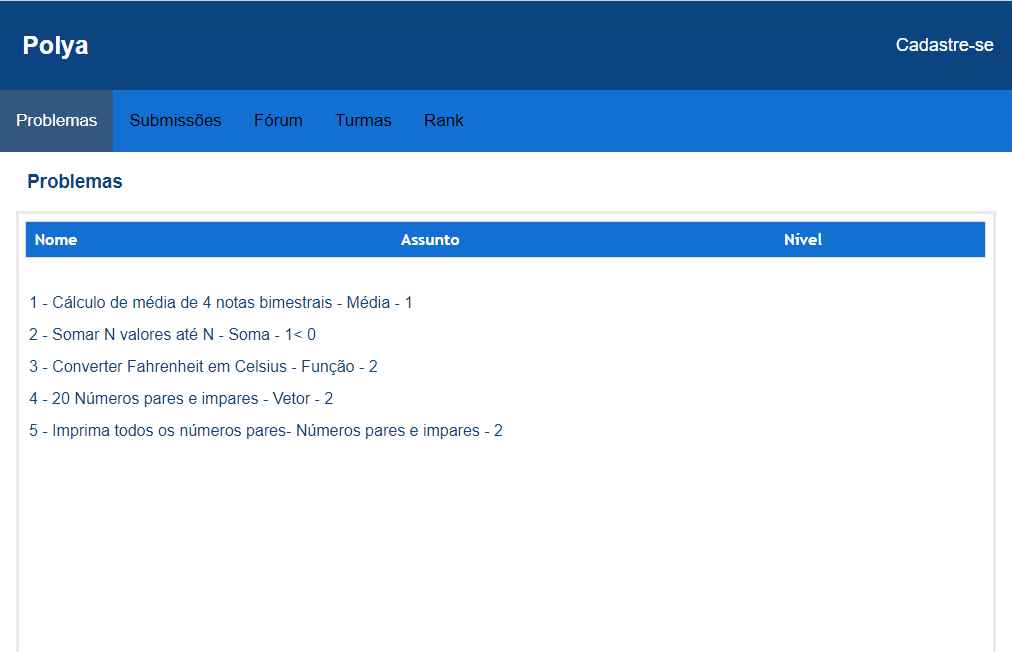 Polya
Cadastre-se
Problemas Submissões Fórum Turmas Rank
Problemas
Nome Assunto Nível
1 - Cálculo de média de 4 notas bimestrais - Média - 1
2 - Somar N valores até N - Soma - 1< 0
3 - Converter Fahrenheit em Celsius - Função - 2
4 - 20 Números pares e impares - Vetor - 2
5 - Imprima todos os números pares- Números pares e impares - 2